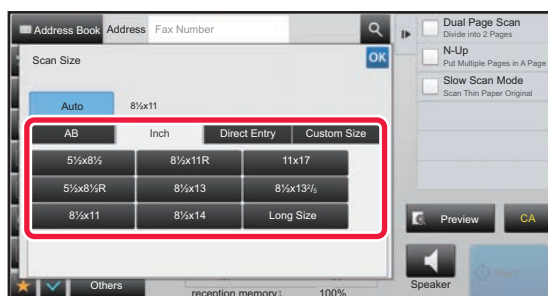 Address Book Address Fax Number
Dual Page Scan
Divide into 2 Pages
N-Up
Put Multiple Pages in A Page
Slow Scan Mode
Scan Thin Paper Original
Scan Size OK
Auto 8½x11
AB Inch Direct Entry Custom Size
5½x8½ 8½x11R 11x17
5½x8½R 8½x13 8½x13²/₅
8½x11 8½x14 Long Size
Preview CA
Others
reception memory: 100%
Speaker Start